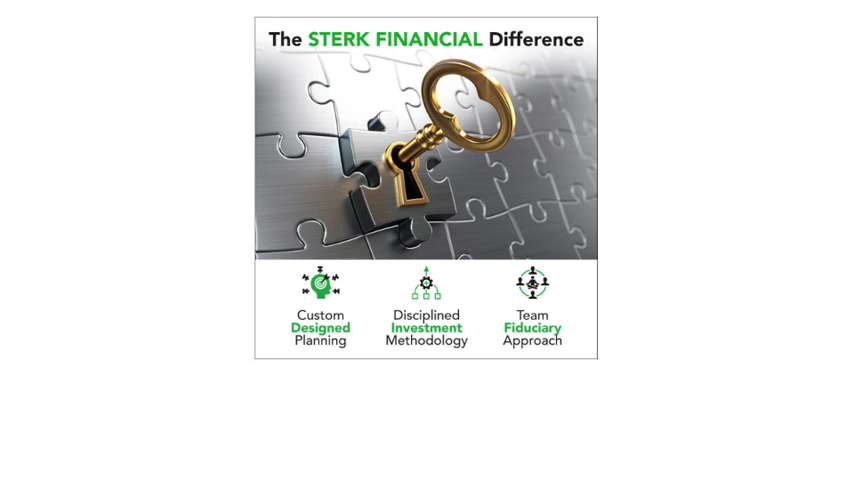 The STERK FINANCIAL Difference
Custom
Designed
Planning
Disciplined
Investment
Methodology
Team
Fiduciary
Approach